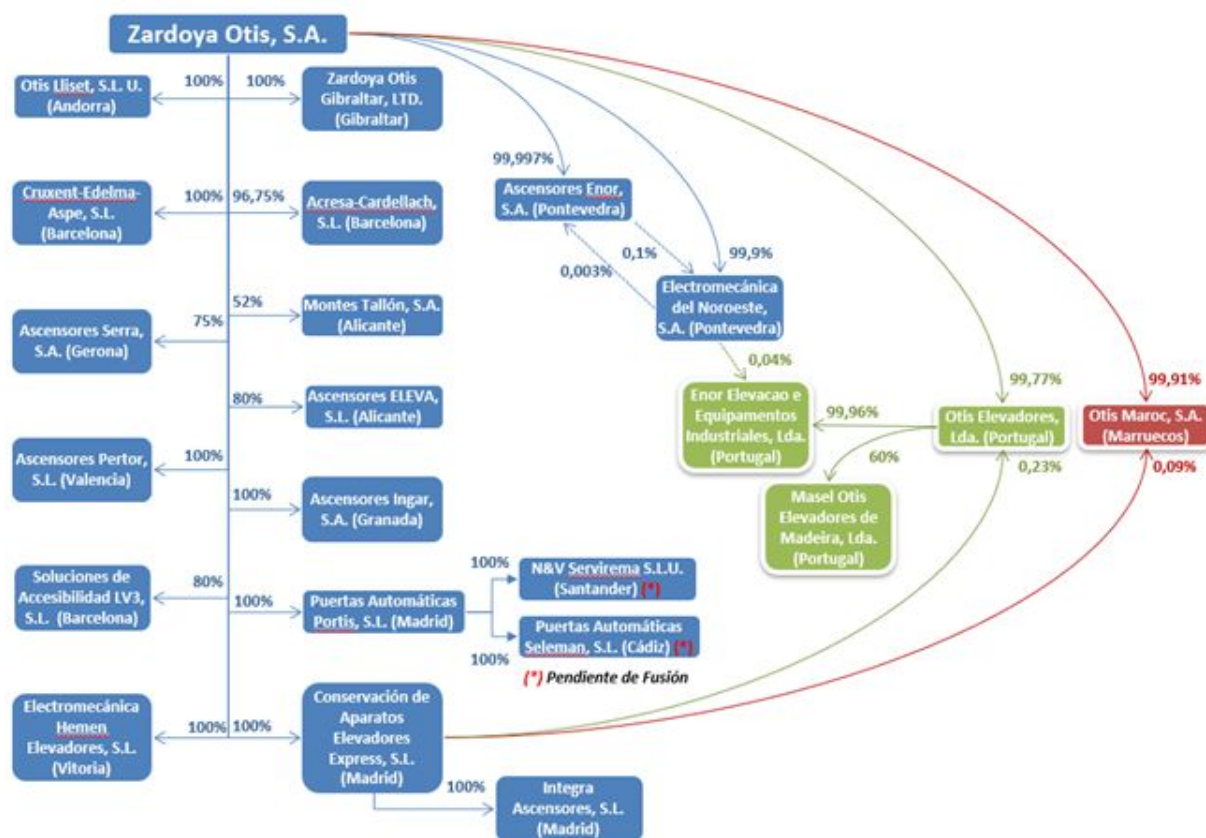 Zardoya Otis, S.A.
Otis Lliset, S.L. U.
(Andorra)
100%
100%
Zardoya Otis
Gibraltar, LTD.
(Gibraltar)
99,997%
Ascensores Enor,
S.A. (Pontevedra)
Cruxent-Edelma-
Aspe, S.L.
(Barcelona)
100%
96,75%
Acresa-Cardellach,
S.L. (Barcelona)
0,1%
0,003%
99,9%
Electromecánica
del Noroeste,
S.A. (Pontevedra)
52%
Montes Tallón, S.A.
(Alicante)
Ascensores Serra,
S.A. (Gerona)
75%
0,04%
99,77%
99,91%
80%
Ascensores ELEVA,
S.L. (Alicante)
Enor Elevacao e
Equipamentos
Industriales, Lda.
(Portugal)
99,96%
Otis Elevadores,
Lda. (Portugal)
Otis Maroc, S.A.
(Marruecos)
60%
0,23%
0,09%
Ascensores Pertor,
S.L. (Valencia)
100%
100%
Ascensores Ingar,
S.A. (Granada)
Masel Otis
Elevadores de
Madeira, Lda.
(Portugal)
Soluciones de
Accesibilidad LV3,
S.L. (Barcelona)
80%
100%
Puertas Automáticas
Portis, S.L. (Madrid)
100%
N&V Servirema S.L.U.
(Santander) (*)
Puertas Automáticas
Seleman, S.L. (Cádiz) (*)
100%
(*) Pendiente de Fusión
Electromecánica
Hemen
Elevadores, S.L.
(Vitoria)
100%
100%
Conservación de
Aparatos
Elevadores
Express, S.L.
(Madrid)
100%
Integra
Ascensores, S.L.
(Madrid)